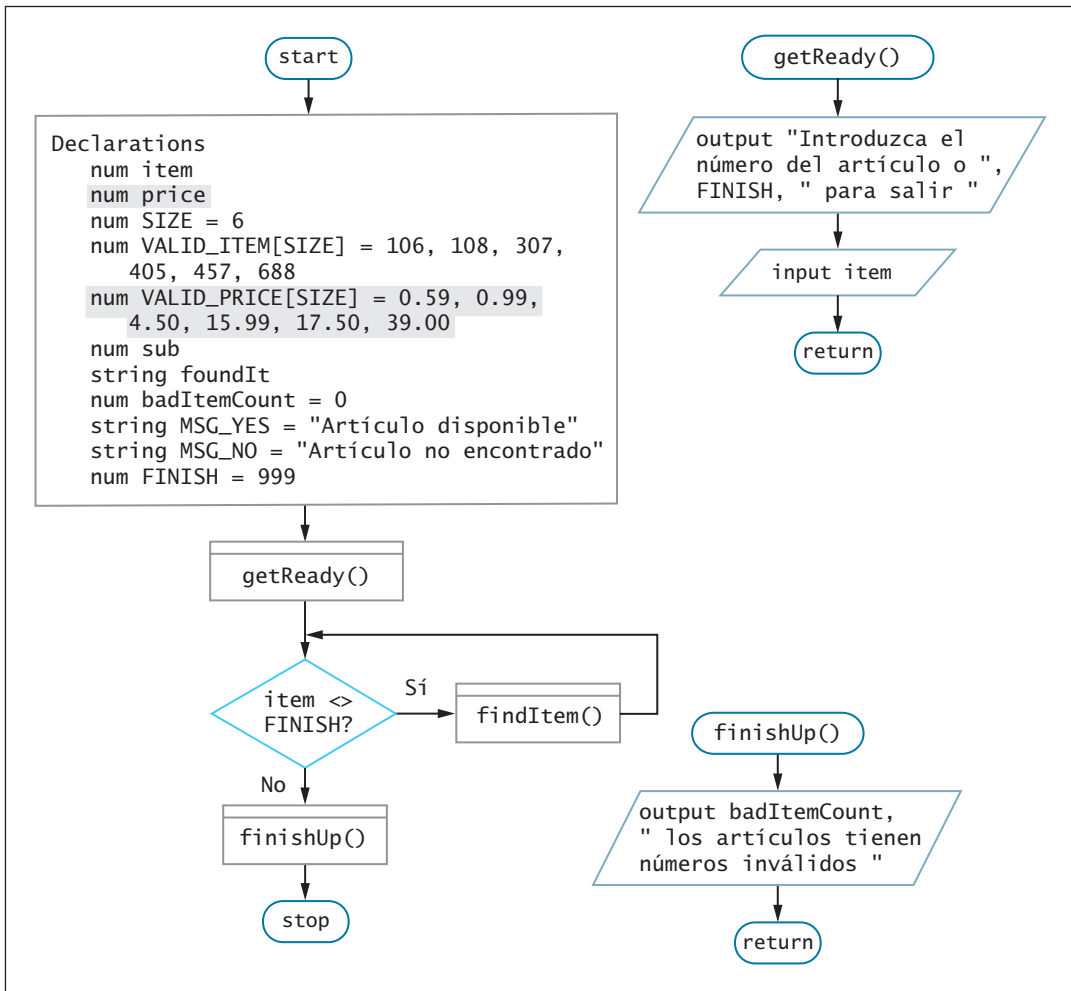 start
Declarations
num item
num price
num SIZE = 6
num VALID_ITEM[SIZE] = 106, 108, 307,
405, 457, 688
num VALID_PRICE[SIZE] = 0.59, 0.99,
4.50, 15.99, 17.50, 39.00
num sub
string foundIt
num badItemCount = 0
string MSG_YES = "Artículo disponible"
string MSG_NO = "Artículo no encontrado"
num FINISH = 999
getReady()
item <>
FINISH?
Sí
findItem()
No
finishUp()
stop
getReady()
output "Introduzca el
número del artículo o ",
FINISH, " para salir "
input item
return
finishUp()
output badItemCount,
" los artículos tienen
números inválidos "
return